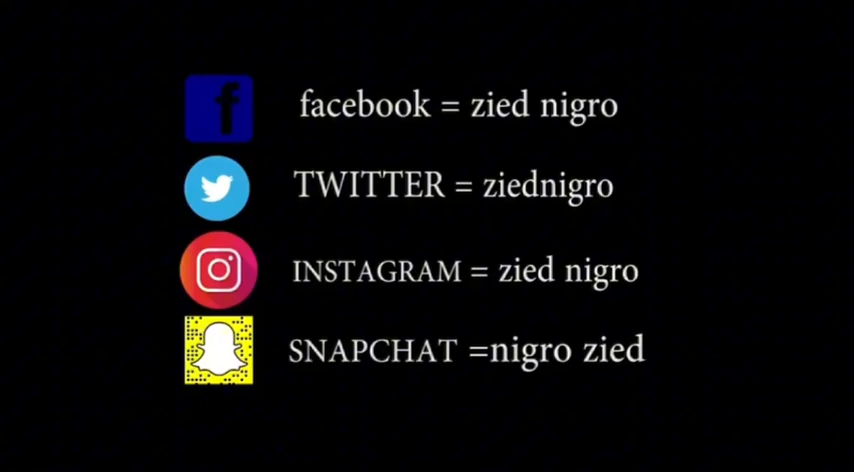 facebook = zied nigro
TWITTER = ziednigro
INSTAGRAM = zied nigro
SNAPCHAT =nigro zied